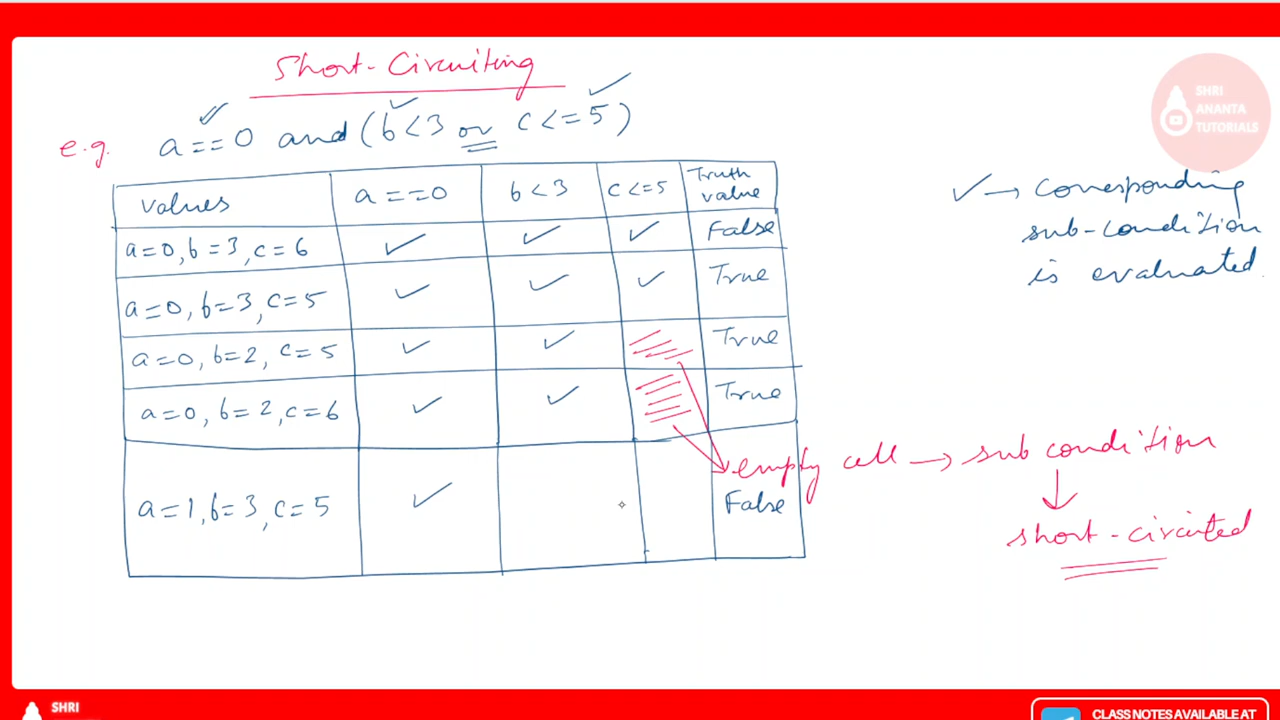 Short-Circuiting
e.g. a==0 and (b<3 or c<=5)
values a==0 b<3 c<=5 Truth value
a=0, b=3, c=6 ✓ ✓ ✓ False
a=0, b=3, c=5 ✓ ✓ ✓ True
a=0, b=2, c=5 ✓ ✓ True
a=0, b=2, c=6 ✓ ✓ True
a=1, b=3, c=5 ✓ False
✓ → corresponding
sub-condition
is evaluated.
empty cell → sub condition
↓
short-circuited
SHRI
ANANTA
TUTORIALS
SHRI
CLASS NOTES AVAILABLE AT